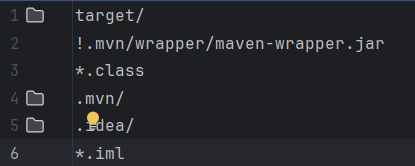 1 target/
2 !.mvn/wrapper/maven-wrapper.jar
3 *.class
4 .mvn/
5 .idea/
6 *.iml